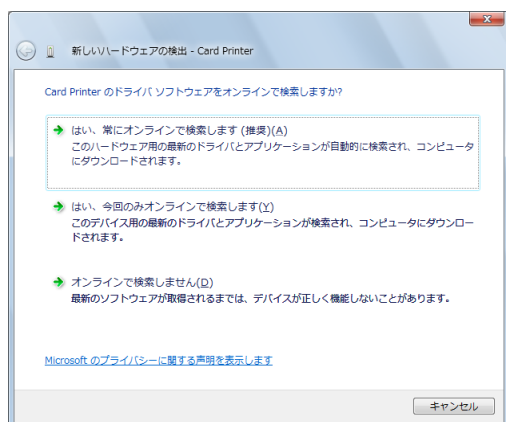 新しいハードウェアの検出 - Card Printer
Card Printer のドライバ ソフトウェアをオンラインで検索しますか?
はい、常にオンラインで検索します (推奨)(A)
このハードウェア用の最新のドライバとアプリケーションが自動的に検索され、コンピュータ
にダウンロードされます。
はい、今回のみオンラインで検索します(Y)
このデバイス用の最新のドライバとアプリケーションが検索され、コンピュータにダウンロー
ドされます。
オンラインで検索しません(D)
最新のソフトウェアが取得されるまでは、デバイスが正しく機能しないことがあります。
Microsoft のプライバシーに関する声明を表示します
キャンセル